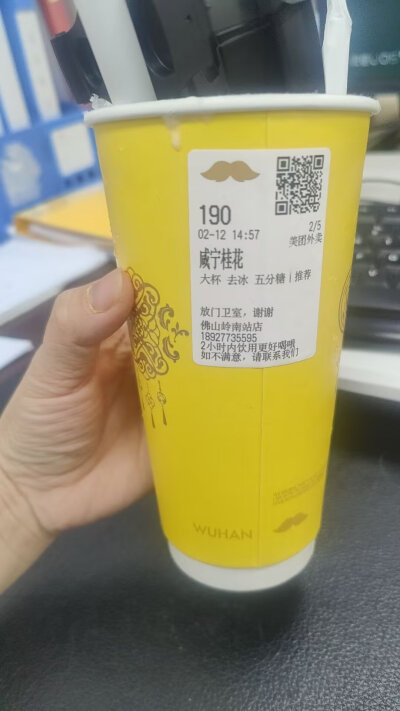 190
2/5
02-12 14:57
美团外卖
咸宁桂花
大杯 去冰 五分糖 | 推荐
放门卫室，谢谢
佛山岭南站店
18927735595
2小时内饮用更好喝哦
如不满意，请联系我们
WUHAN